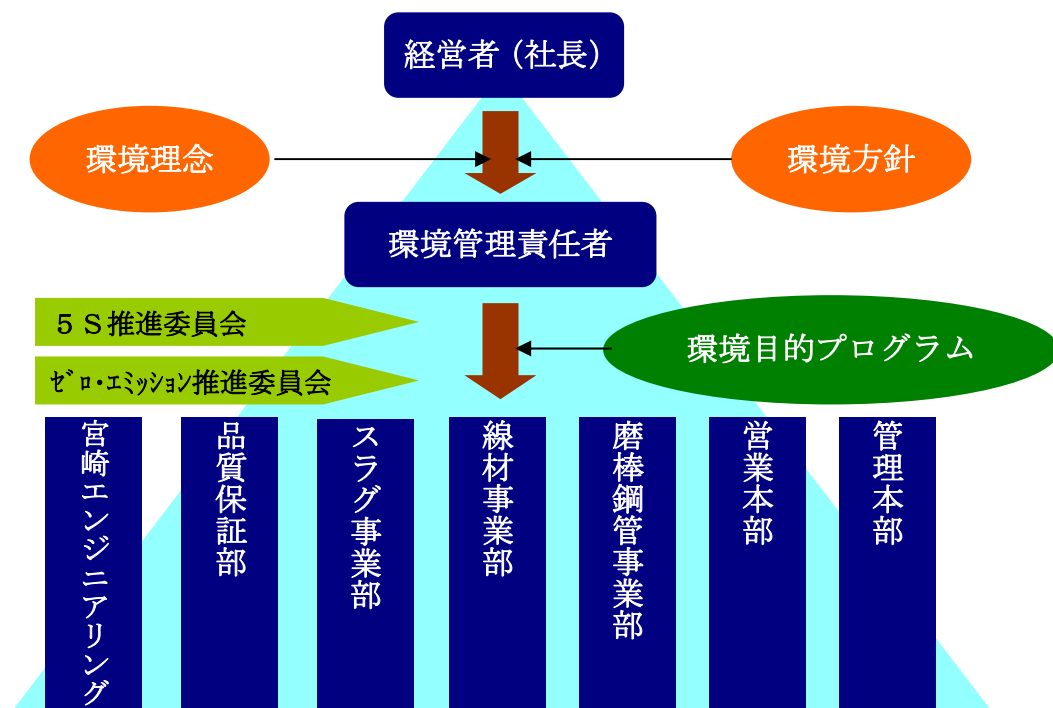 経営者（社長）
環境理念
環境方針
環境管理責任者
５Ｓ推進委員会
ｾﾞﾛ･ｴﾐｯｼｮﾝ推進委員会
環境目的プログラム
宮崎エンジニアリング
品質保証部
スラグ事業部
線材事業部
磨棒鋼管事業部
営業本部
管理本部